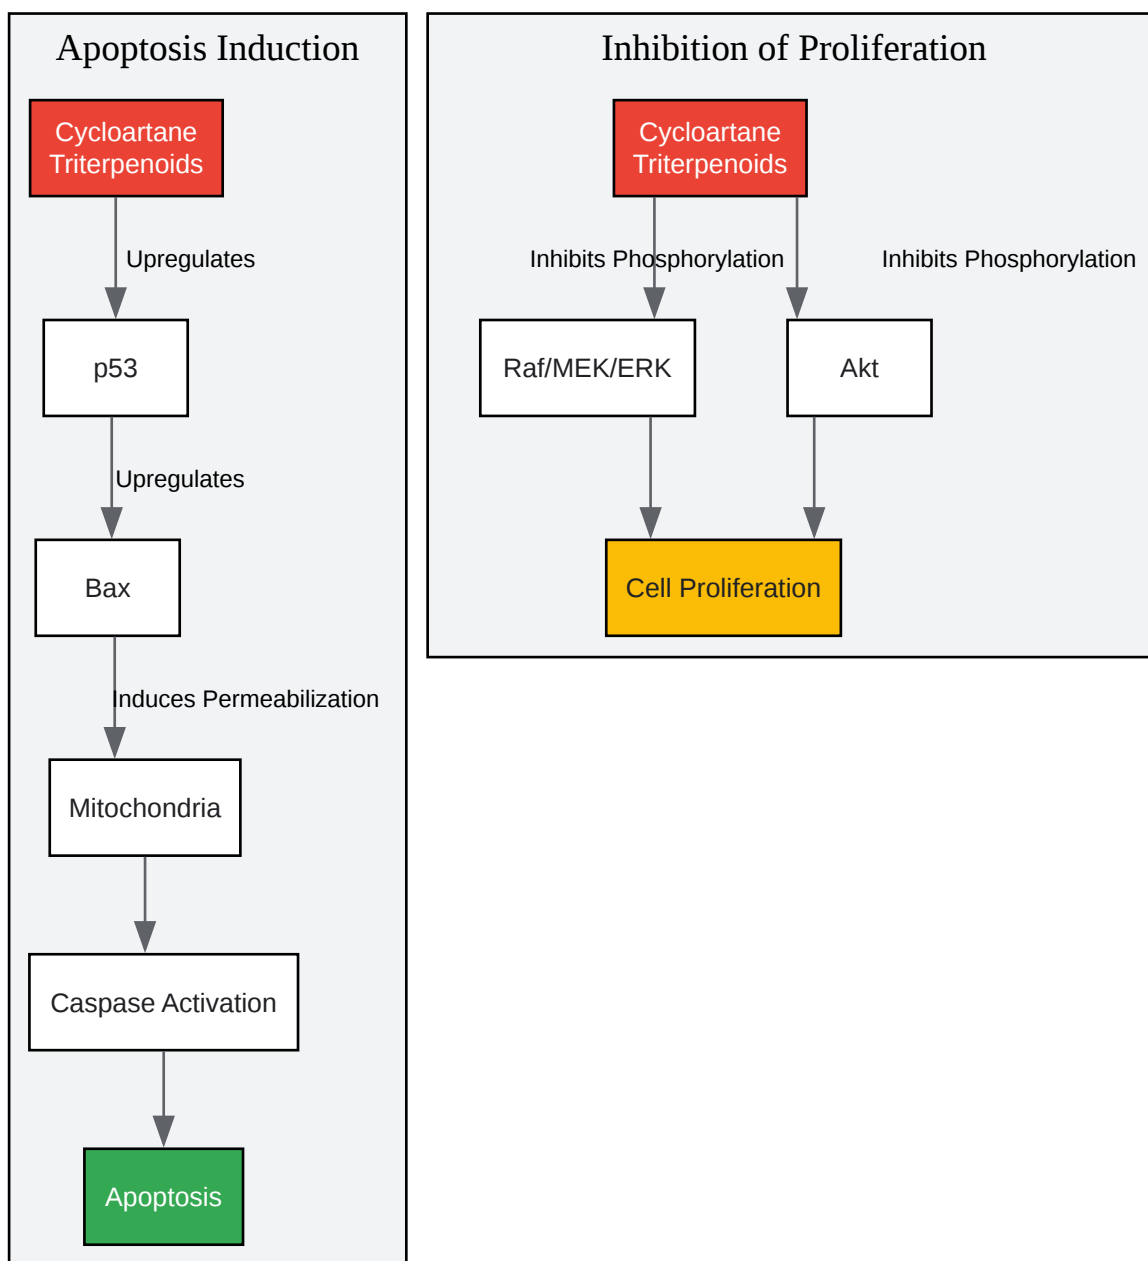 Apoptosis Induction
Cycloartane
Triterpenoids
Upregulates
p53
Upregulates
Bax
Induces Permeabilization
Mitochondria
Caspase Activation
Apoptosis
Inhibition of Proliferation
Cycloartane
Triterpenoids
Inhibits Phosphorylation
Inhibits Phosphorylation
Raf/MEK/ERK
Akt
Cell Proliferation